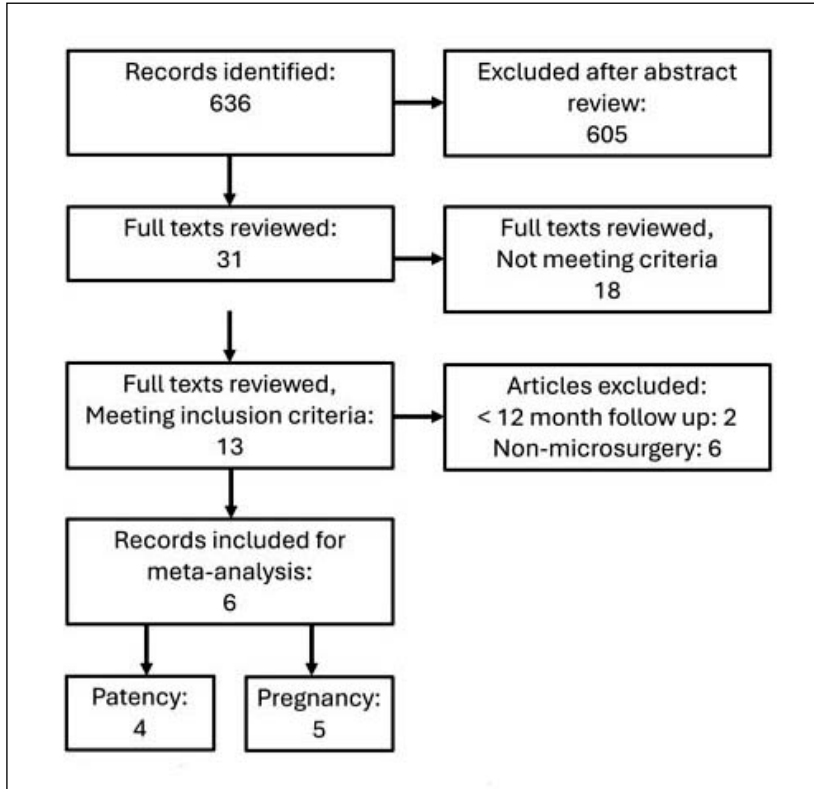 Records identified:
636
Excluded after abstract
review:
605
Full texts reviewed:
31
Full texts reviewed,
Not meeting criteria
18
Full texts reviewed,
Meeting inclusion criteria:
13
Articles excluded:
< 12 month follow up: 2
Non-microsurgery: 6
Records included for
meta-analysis:
6
Patency:
4
Pregnancy:
5